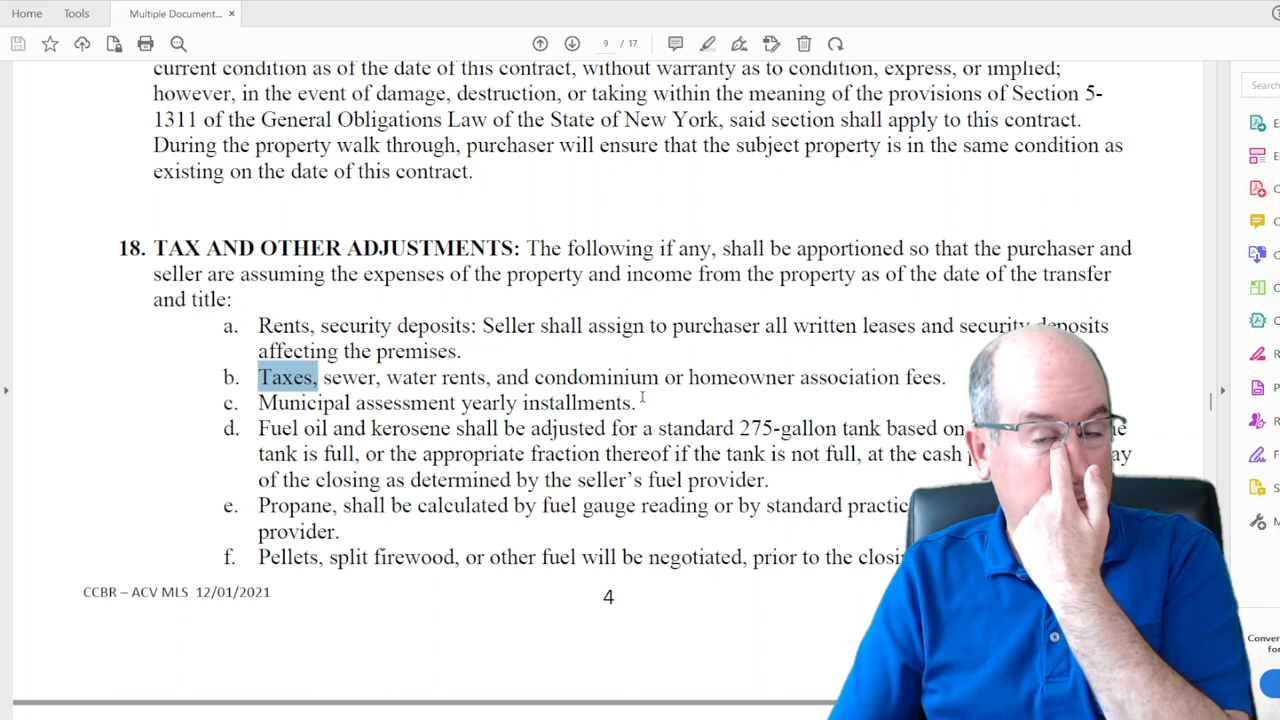 Home Tools Multiple Document... ×
9 / 17
Search
current condition as of the date of this contract, without warranty as to condition, express, or implied;
however, in the event of damage, destruction, or taking within the meaning of the provisions of Section 5-
1311 of the General Obligations Law of the State of New York, said section shall apply to this contract.
During the property walk through, purchaser will ensure that the subject property is in the same condition as
existing on the date of this contract.
18. TAX AND OTHER ADJUSTMENTS: The following if any, shall be apportioned so that the purchaser and
seller are assuming the expenses of the property and income from the property as of the date of the transfer
and title:
a. Rents, security deposits: Seller shall assign to purchaser all written leases and security deposits
affecting the premises.
b. Taxes, sewer, water rents, and condominium or homeowner association fees.
c. Municipal assessment yearly installments.
d. Fuel oil and kerosene shall be adjusted for a standard 275-gallon tank based on
tank is full, or the appropriate fraction thereof if the tank is not full, at the cash
of the closing as determined by the seller's fuel provider.
e. Propane, shall be calculated by fuel gauge reading or by standard
provider.
f. Pellets, split firewood, or other fuel will be negotiated, prior to the
CCBR – ACV MLS 12/01/2021
4